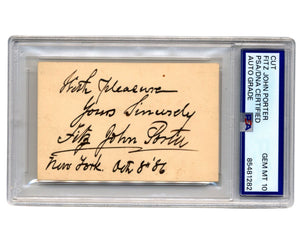 With pleasure
Yours Sincerely
Fitz John Porter
New York. Oct 8th 86
CUT
FITZ JOHN PORTER
PSA/DNA CERTIFIED
AUTO GRADE
GEM MT 10
85481282
PSA